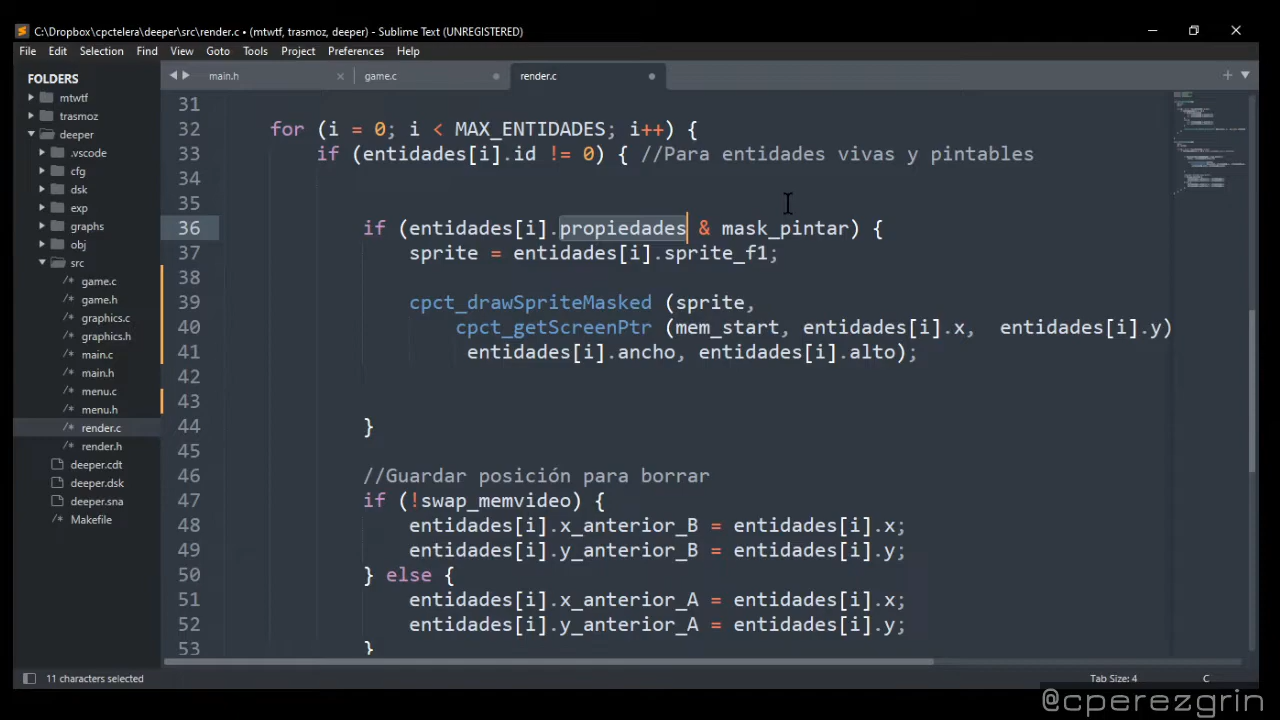 C:\Dropbox\cpctelera\deeper\src\render.c • (mtwtf, trasmoz, deeper) - Sublime Text (UNREGISTERED)
File Edit Selection Find View Goto Tools Project Preferences Help
FOLDERS
mtwtf
trasmoz
deeper
.vscode
cfg
dsk
exp
graphs
obj
src
/* game.c
/* game.h
/* graphics.c
/* graphics.h
/* main.c
/* main.h
/* menu.c
/* menu.h
/* render.c
/* render.h
deeper.cdt
deeper.dsk
deeper.sna
Makefile
main.h game.c render.c
31
32 for (i = 0; i < MAX_ENTIDADES; i++) {
33 if (entidades[i].id != 0) { //Para entidades vivas y pintables
34
35
36 if (entidades[i].propiedades & mask_pintar) {
37 sprite = entidades[i].sprite_f1;
38
39 cpct_drawSpriteMasked (sprite,
40 cpct_getScreenPtr (mem_start, entidades[i].x, entidades[i].y)
41 entidades[i].ancho, entidades[i].alto);
42
43
44 }
45
46 //Guardar posición para borrar
47 if (!swap_memvideo) {
48 entidades[i].x_anterior_B = entidades[i].x;
49 entidades[i].y_anterior_B = entidades[i].y;
50 } else {
51 entidades[i].x_anterior_A = entidades[i].x;
52 entidades[i].y_anterior_A = entidades[i].y;
53 }
11 characters selected
Tab Size: 4
C
@cperezgrin